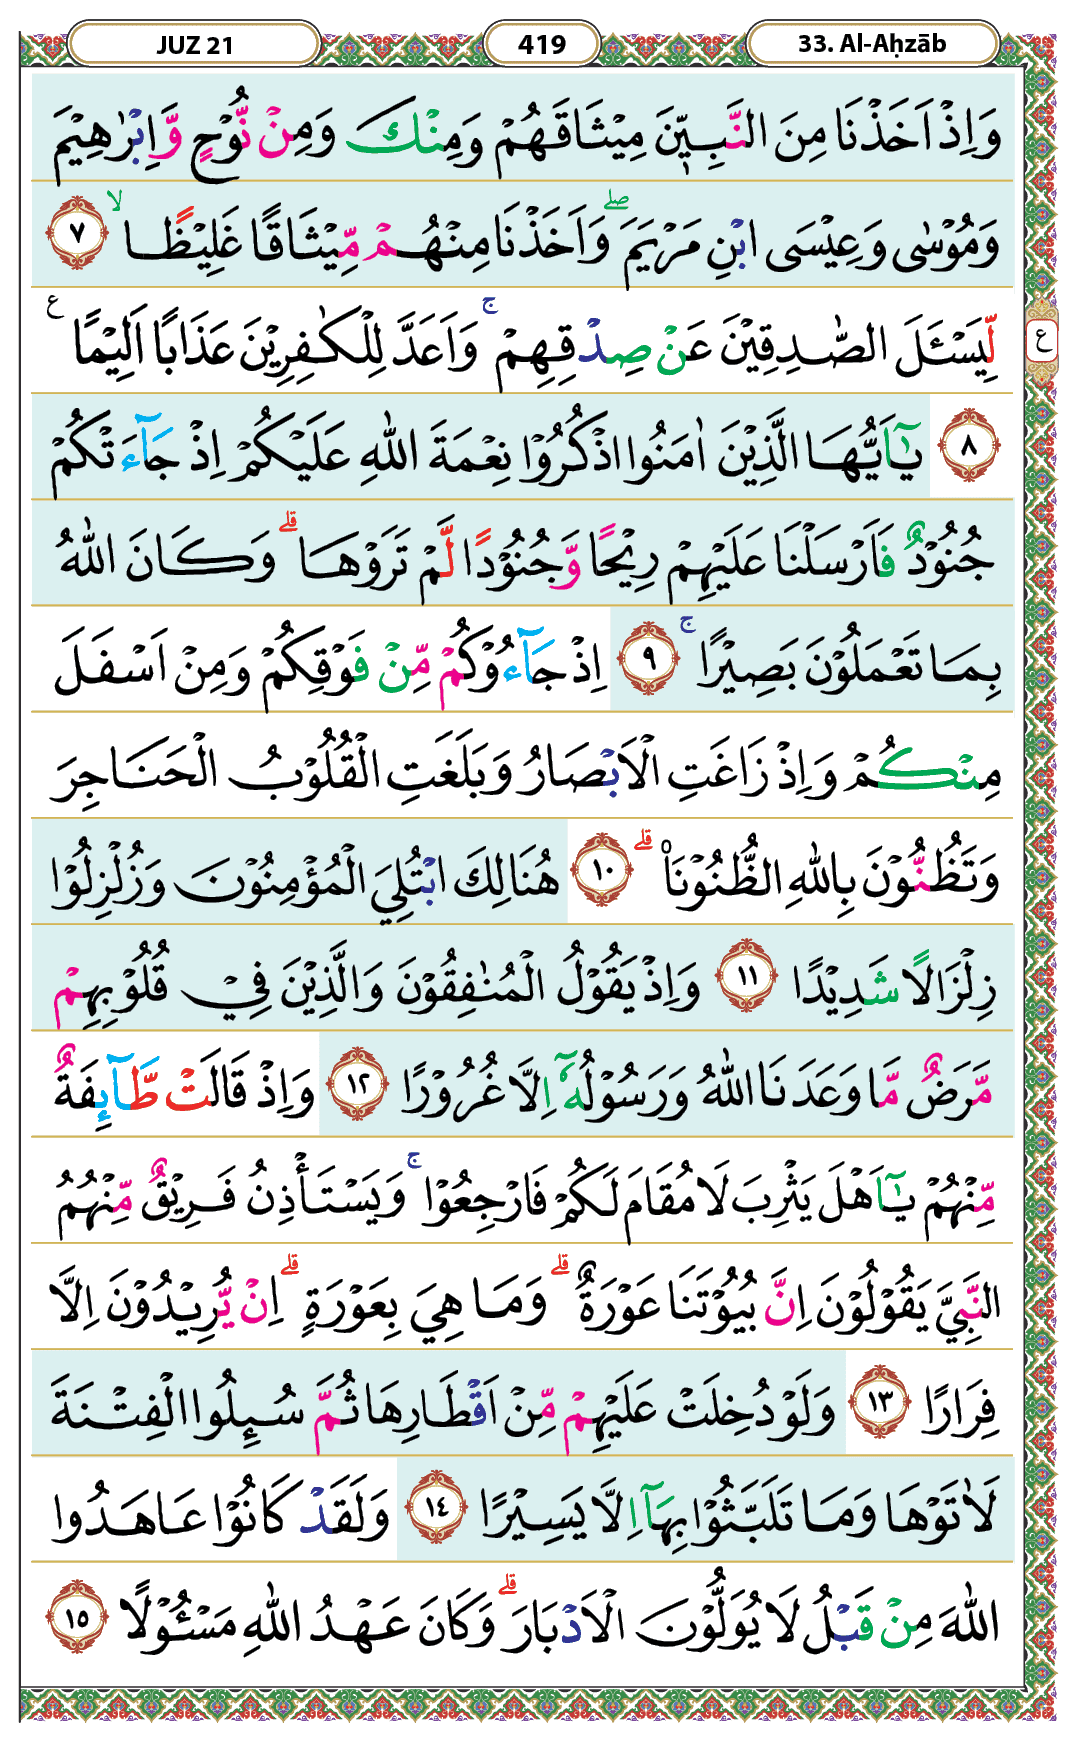 JUZ 21 419 33. Al-Aḥzāb
وَاِذْ اَخَذْنَا مِنَ النَّبِيّٖنَ مِيْثَاقَهُمْ وَمِنْكَ وَمِنْ نُّوْحٍ وَّاِبْرٰهِيْمَ
وَمُوْسٰى وَعِيْسَى ابْنِ مَرْيَمَ ۖ وَاَخَذْنَا مِنْهُمْ مِّيْثَاقًا غَلِيْظًا ۙ ٧
لِّيَسْـَٔلَ الصّٰدِقِيْنَ عَنْ صِدْقِهِمْ ۚ وَاَعَدَّ لِلْكٰفِرِيْنَ عَذَابًا اَلِيْمًا ع
ع
٨ يٰٓاَيُّهَا الَّذِيْنَ اٰمَنُوا اذْكُرُوْا نِعْمَةَ اللّٰهِ عَلَيْكُمْ اِذْ جَاۤءَتْكُمْ
جُنُوْدٌ فَاَرْسَلْنَا عَلَيْهِمْ رِيْحًا وَّجُنُوْدًا لَّمْ تَرَوْهَا ۗ وَكَانَ اللّٰهُ
بِمَا تَعْمَلُوْنَ بَصِيْرًا ۚ ٩ اِذْ جَاۤءُوْكُمْ مِّنْ فَوْقِكُمْ وَمِنْ اَسْفَلَ
مِنْكُمْ وَاِذْ زَاغَتِ الْاَبْصَارُ وَبَلَغَتِ الْقُلُوْبُ الْحَنَاجِرَ
وَتَظُنُّوْنَ بِاللّٰهِ الظُّنُوْنَا۠ ۗ ١٠ هُنَالِكَ ابْتُلِيَ الْمُؤْمِنُوْنَ وَزُلْزِلُوْا
زِلْزَالًا شَدِيْدًا ١١ وَاِذْ يَقُوْلُ الْمُنٰفِقُوْنَ وَالَّذِيْنَ فِيْ قُلُوْبِهِمْ
مَّرَضٌ مَّا وَعَدَنَا اللّٰهُ وَرَسُوْلُهٗٓ اِلَّا غُرُوْرًا ١٢ وَاِذْ قَالَتْ طَّاۤىِٕفَةٌ
مِّنْهُمْ يٰٓاَهْلَ يَثْرِبَ لَا مُقَامَ لَكُمْ فَارْجِعُوْا ۚ وَيَسْتَأْذِنُ فَرِيْقٌ مِّنْهُمُ
النَّبِيَّ يَقُوْلُوْنَ اِنَّ بُيُوْتَنَا عَوْرَةٌ ۗ وَمَا هِيَ بِعَوْرَةٍ ۗ اِنْ يُّرِيْدُوْنَ اِلَّا
فِرَارًا ١٣ وَلَوْ دُخِلَتْ عَلَيْهِمْ مِّنْ اَقْطَارِهَا ثُمَّ سُىِٕلُوا الْفِتْنَةَ
لَاٰتَوْهَا وَمَا تَلَبَّثُوْا بِهَآ اِلَّا يَسِيْرًا ١٤ وَلَقَدْ كَانُوْا عَاهَدُوا
اللّٰهَ مِنْ قَبْلُ لَا يُوَلُّوْنَ الْاَدْبَارَ ۗ وَكَانَ عَهْدُ اللّٰهِ مَسْـُٔوْلًا ١٥